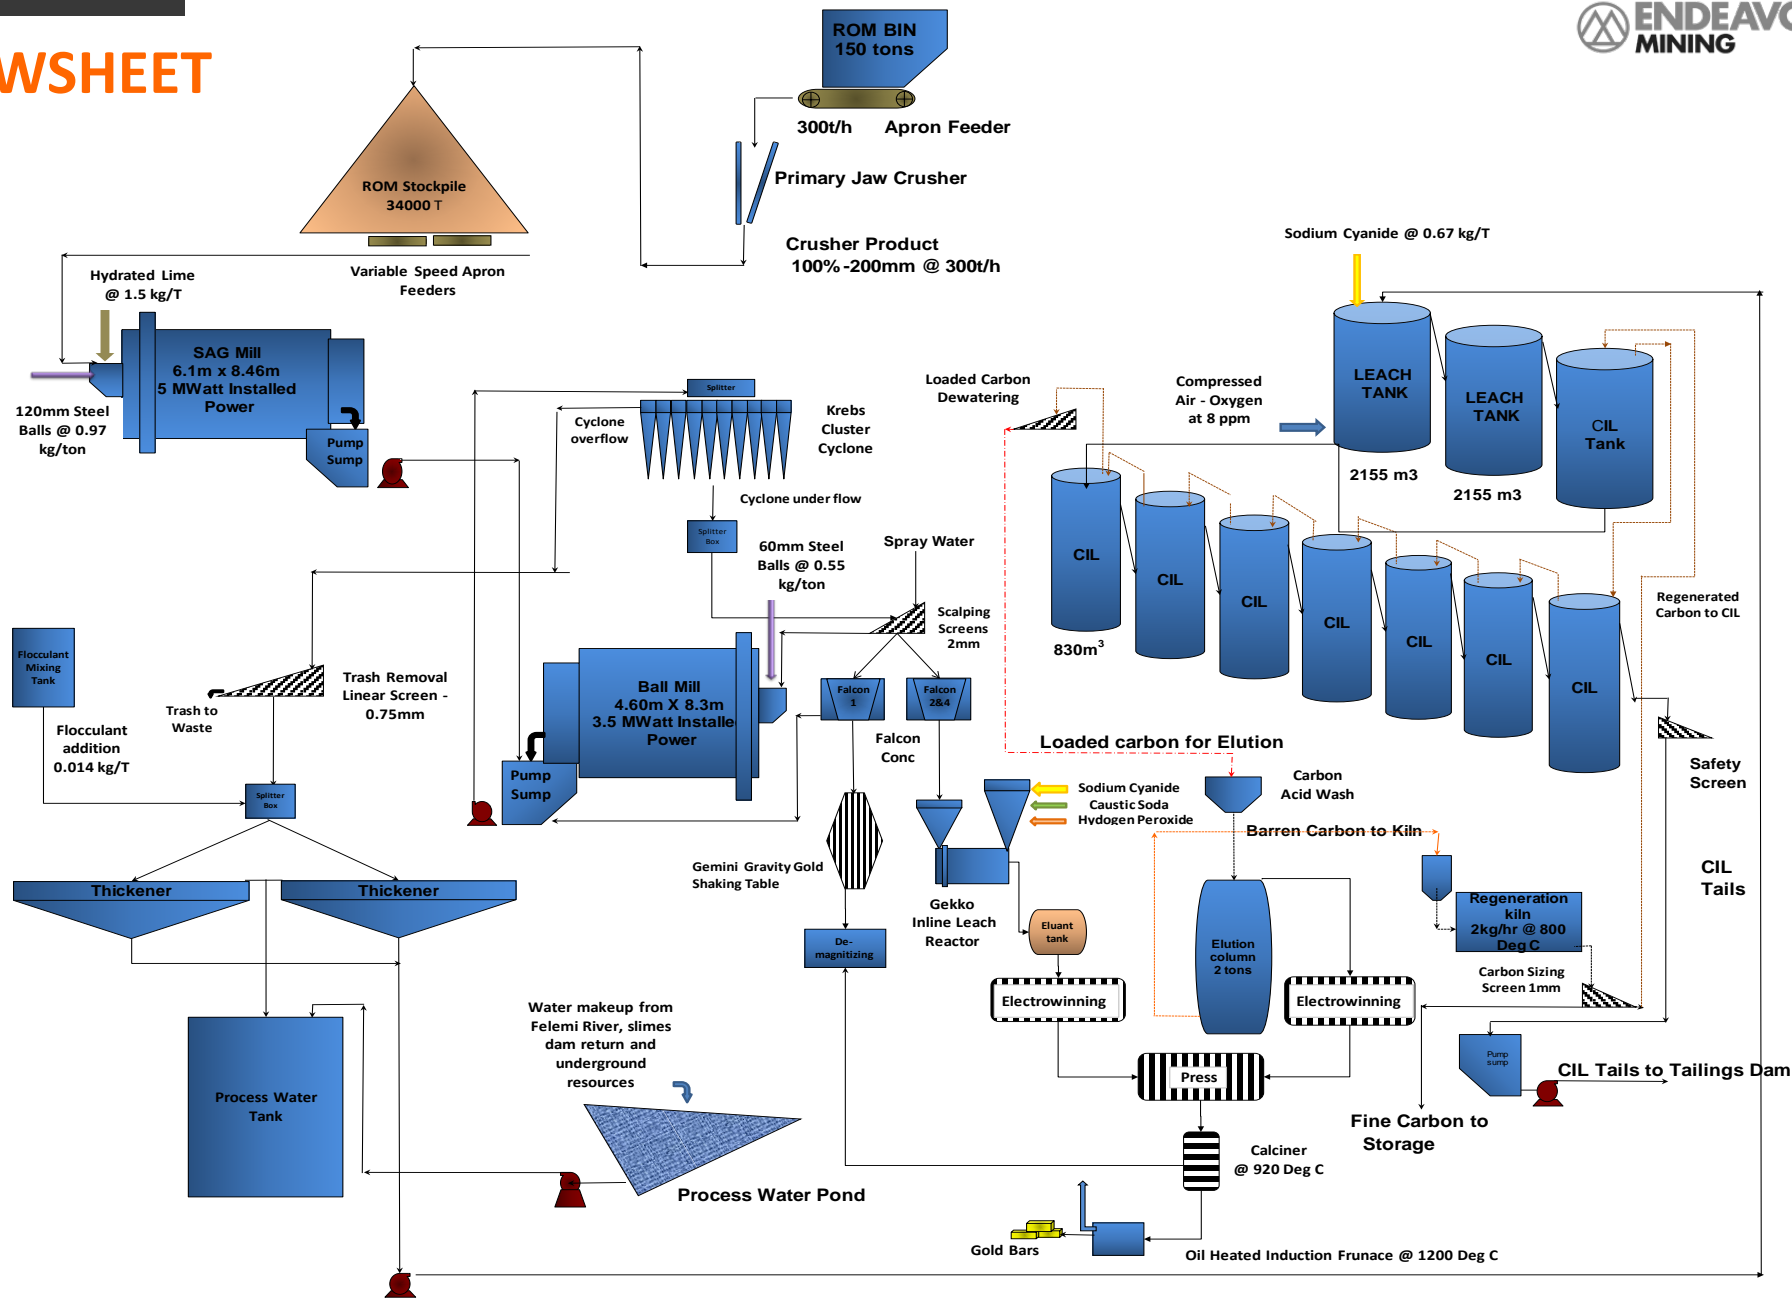 WSHEET
ENDEAVO
MINING
ROM BIN
150 tons
300t/h Apron Feeder
Primary Jaw Crusher
Crusher Product
100% -200mm @ 300t/h
ROM Stockpile
34000 T
Variable Speed Apron
Feeders
Hydrated Lime
@ 1.5 kg/T
SAG Mill
6.1m x 8.46m
5 MWatt Installed
Power
120mm Steel
Balls @ 0.97
kg/ton
Pump
Sump
Splitter
Cyclone
overflow
Krebs
Cluster
Cyclone
Cyclone under flow
Splitter
Box
60mm Steel
Balls @ 0.55
kg/ton
Spray Water
Scalping
Screens
2mm
Flocculant
Mixing
Tank
Trash to
Waste
Trash Removal
Linear Screen -
0.75mm
Flocculant
addition
0.014 kg/T
Splitter
Box
Thickener
Thickener
Ball Mill
4.60m X 8.3m
3.5 MWatt Installe
Power
Pump
Sump
Falcon
1
Falcon
2&4
Falcon
Conc
Gemini Gravity Gold
Shaking Table
De-
magnitizing
Sodium Cyanide
Caustic Soda
Hydogen Peroxide
Gekko
Inline Leach
Reactor
Eluant
tank
Electrowinning
Sodium Cyanide @ 0.67 kg/T
LEACH
TANK
LEACH
TANK
CIL
Tank
2155 m3
2155 m3
Compressed
Air - Oxygen
at 8 ppm
Loaded Carbon
Dewatering
CIL
CIL
CIL
CIL
CIL
CIL
CIL
830m3
Regenerated
Carbon to CIL
Safety
Screen
Loaded carbon for Elution
Carbon
Acid Wash
Barren Carbon to Kiln
Elution
column
2 tons
Electrowinning
Regeneration
kiln
2kg/hr @ 800
Deg C
Carbon Sizing
Screen 1mm
CIL
Tails
Pump
sump
CIL Tails to Tailings Dam
Fine Carbon to
Storage
Press
Calciner
@ 920 Deg C
Oil Heated Induction Frunace @ 1200 Deg C
Gold Bars
Water makeup from
Felemi River, slimes
dam return and
underground
resources
Process Water
Tank
Process Water Pond